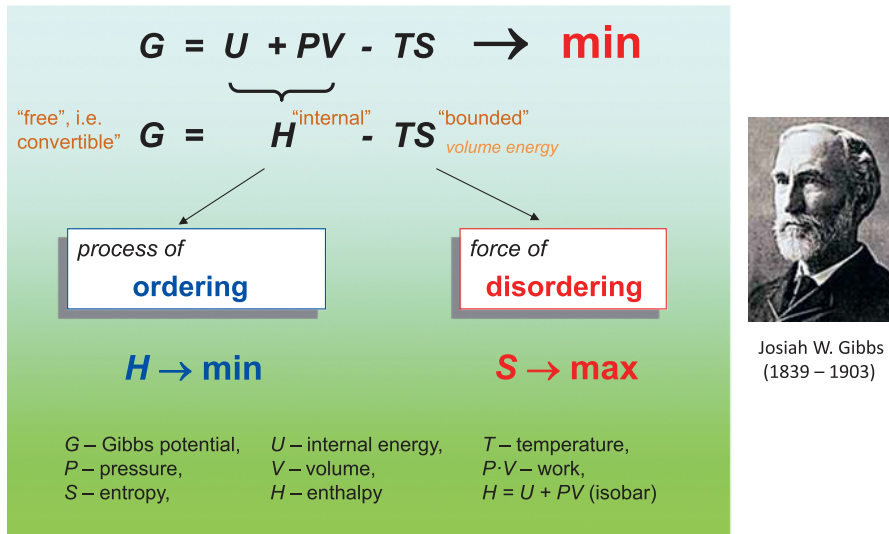 G = U + PV - TS → min
“free”, i.e.
convertible” G = H “internal” - TS “bounded”
volume energy
process of
ordering
force of
disordering
H → min
S → max
G – Gibbs potential, U – internal energy, T – temperature,
P – pressure, V – volume, P·V – work,
S – entropy, H – enthalpy H = U + PV (isobar)
Josiah W. Gibbs
(1839 – 1903)